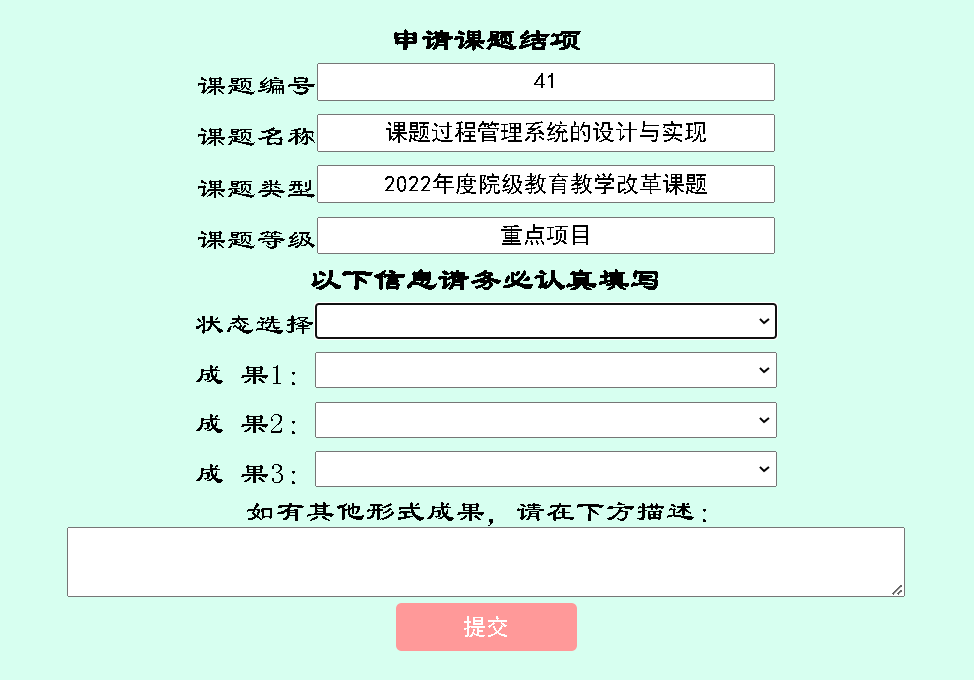 申请课题结项
课题编号 41
课题名称 课题过程管理系统的设计与实现
课题类型 2022年度院级教育教学改革课题
课题等级 重点项目
以下信息请务必认真填写
状态选择
成 果1：
成 果2：
成 果3：
如有其他形式成果，请在下方描述：
提交